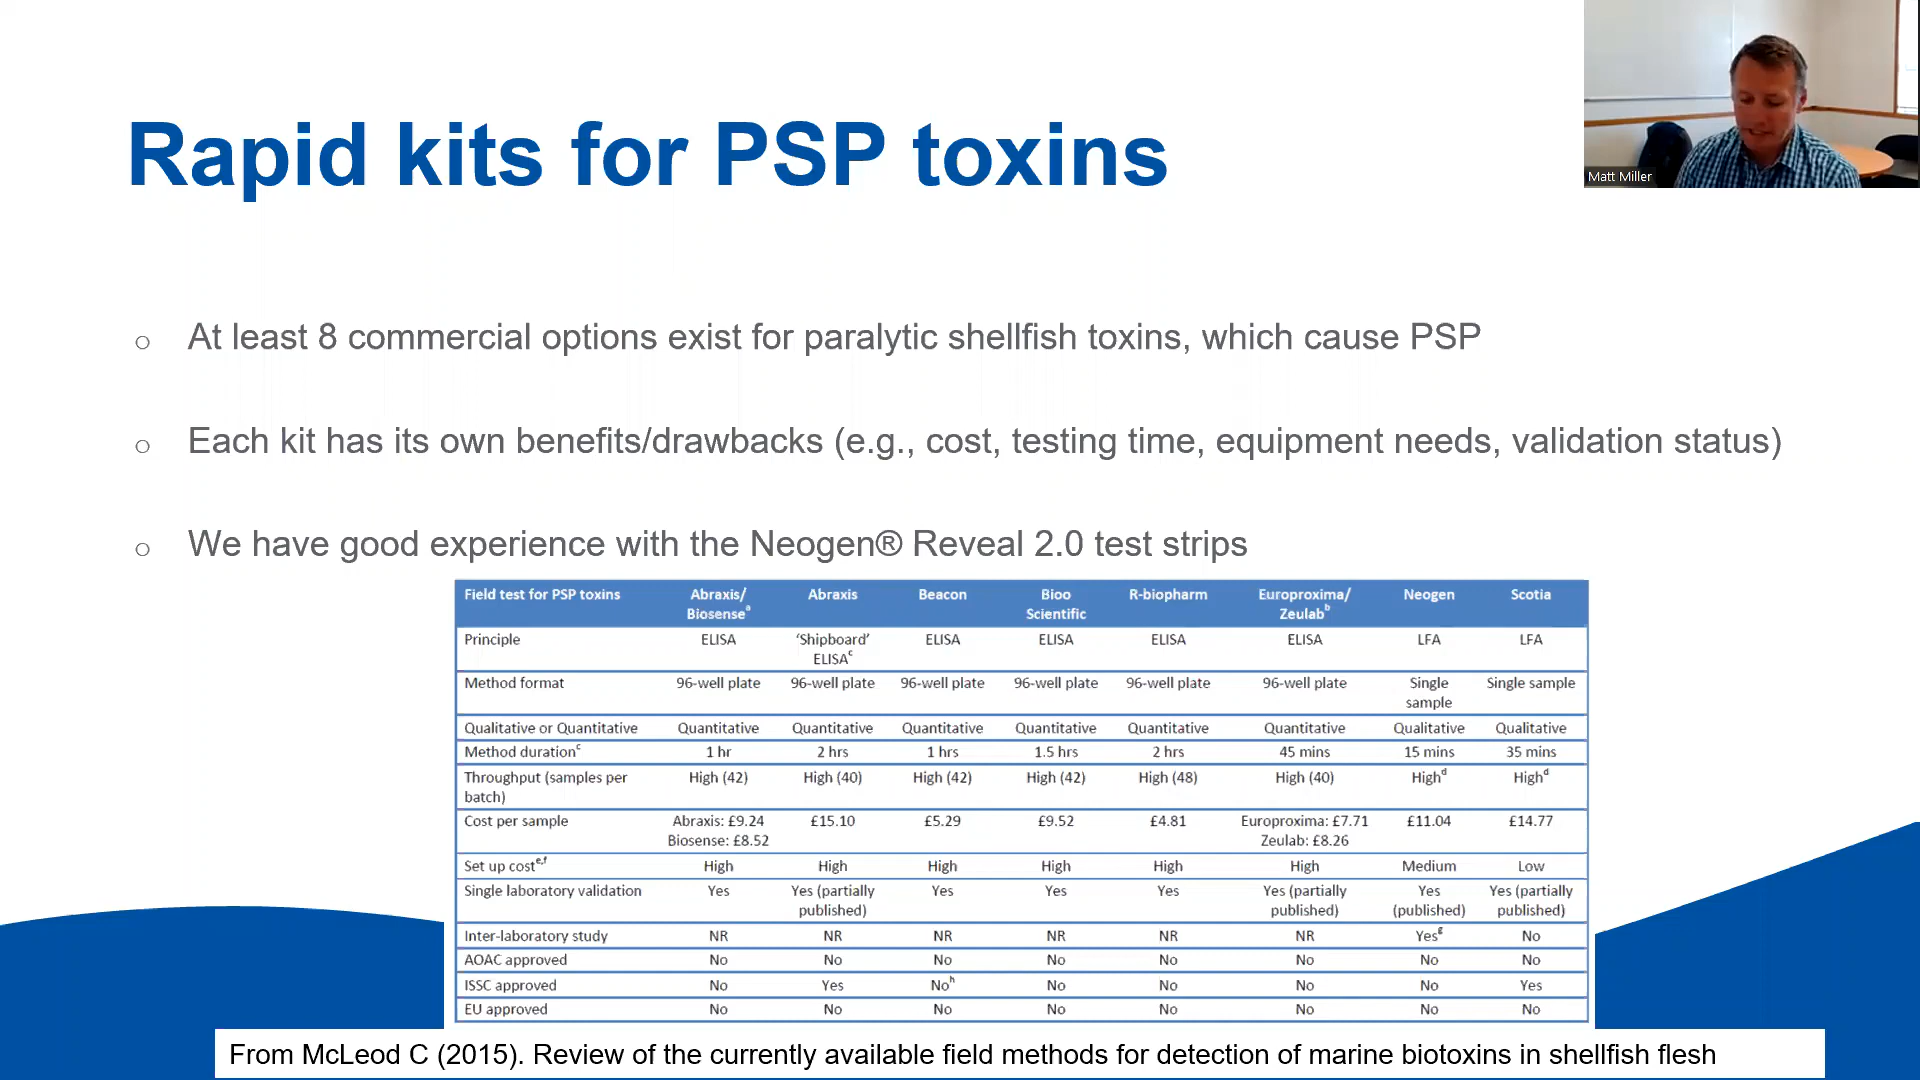 Rapid kits for PSP toxins
Matt Miller
○ At least 8 commercial options exist for paralytic shellfish toxins, which cause PSP
○ Each kit has its own benefits/drawbacks (e.g., cost, testing time, equipment needs, validation status)
○ We have good experience with the Neogen® Reveal 2.0 test strips
Field test for PSP toxins Abraxis/ Biosenseᵃ Abraxis Beacon Bioo Scientific R-biopharm Europroxima/ Zeulabᵇ Neogen Scotia
Principle ELISA ‘Shipboard’ ELISAᶜ ELISA ELISA ELISA ELISA LFA LFA
Method format 96-well plate 96-well plate 96-well plate 96-well plate 96-well plate 96-well plate Single sample Single sample
Qualitative or Quantitative Quantitative Quantitative Quantitative Quantitative Quantitative Quantitative Qualitative Qualitative
Method durationᶜ 1 hr 2 hrs 1 hrs 1.5 hrs 2 hrs 45 mins 15 mins 35 mins
Throughput (samples per batch) High (42) High (40) High (42) High (42) High (48) High (40) Highᵈ Highᵈ
Cost per sample Abraxis: £9.24 Biosense: £8.52 £15.10 £5.29 £9.52 £4.81 Europroxima: £7.71 Zeulab: £8.26 £11.04 £14.77
Set up costᵉ,ᶠ High High High High High High Medium Low
Single laboratory validation Yes Yes (partially published) Yes Yes Yes Yes (partially published) Yes (published) Yes (partially published)
Inter-laboratory study NR NR NR NR NR NR Yesᵍ No
AOAC approved No No No No No No No No
ISSC approved No Yes Noʰ No No No No Yes
EU approved No No No No No No No No
From McLeod C (2015). Review of the currently available field methods for detection of marine biotoxins in shellfish flesh